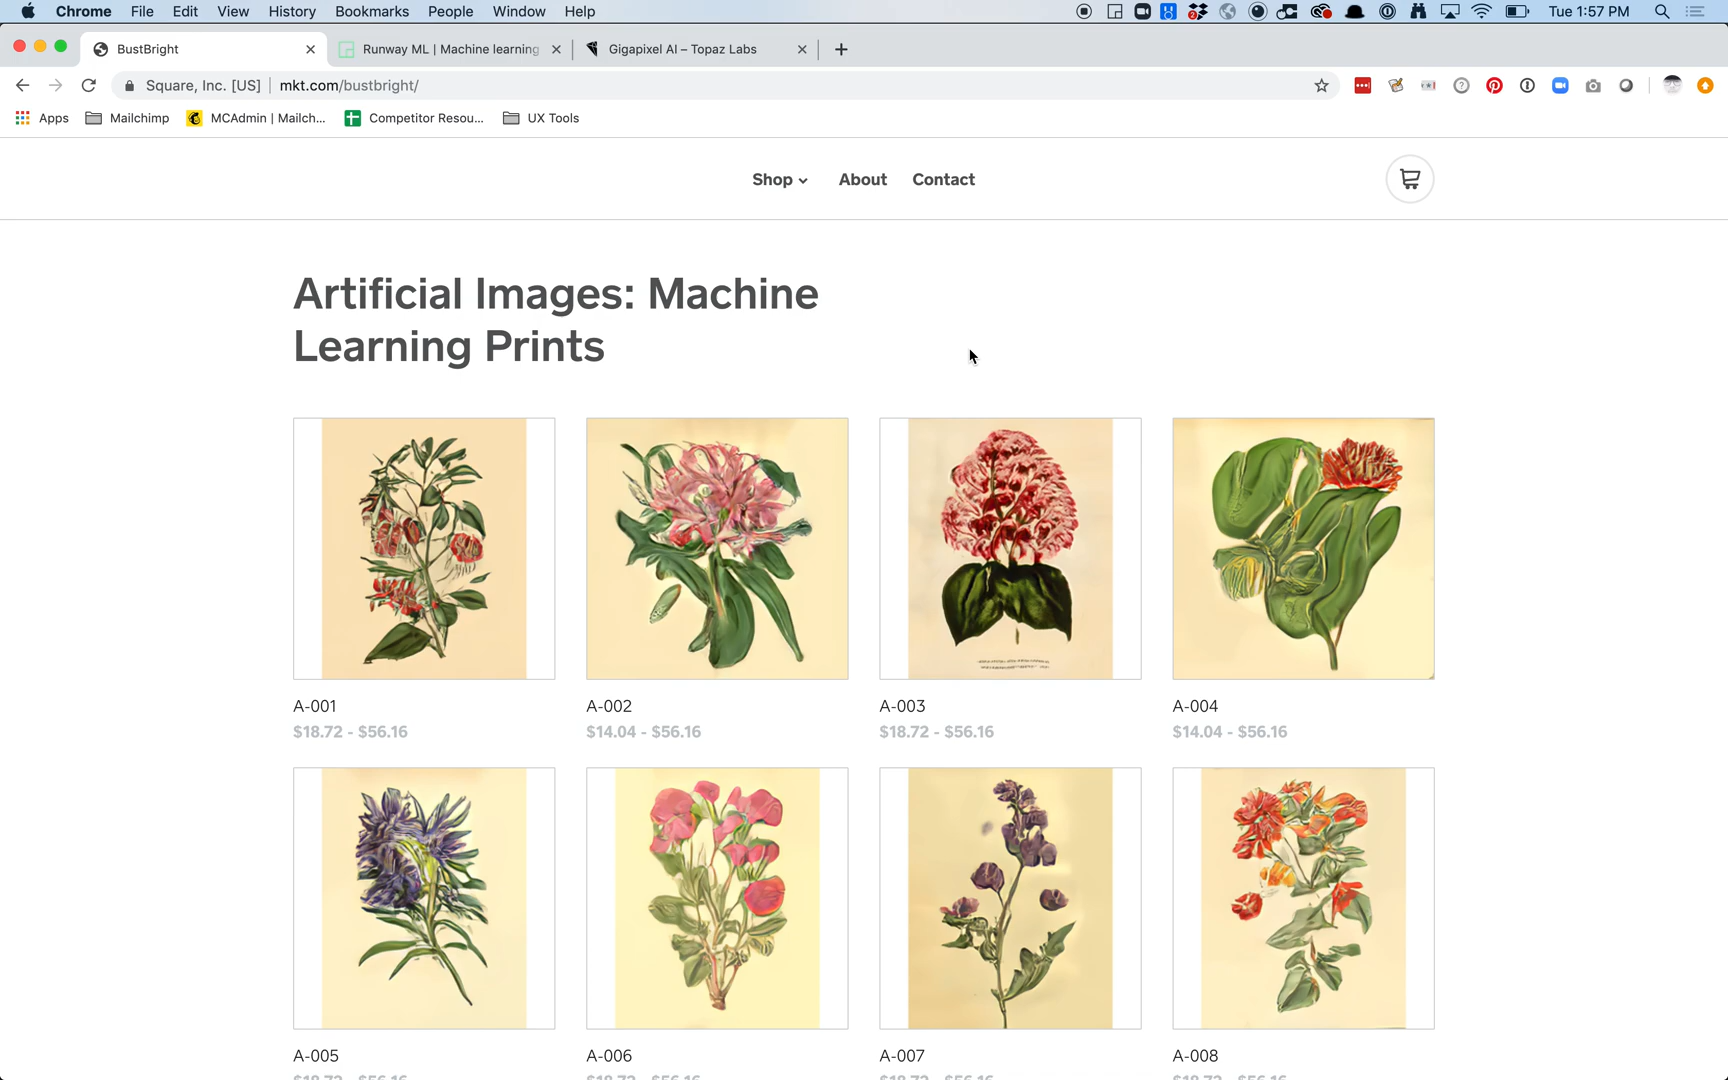 Chrome File Edit View History Bookmarks People Window Help
Tue 1:57 PM
BustBright
Runway ML | Machine learning
Gigapixel AI – Topaz Labs
Square, Inc. [US] mkt.com/bustbright/
Apps Mailchimp MCAdmin | Mailch... Competitor Resou... UX Tools
Shop About Contact
Artificial Images: Machine
Learning Prints
A-001 A-002 A-003 A-004
$18.72 - $56.16 $14.04 - $56.16 $18.72 - $56.16 $14.04 - $56.16
A-005 A-006 A-007 A-008